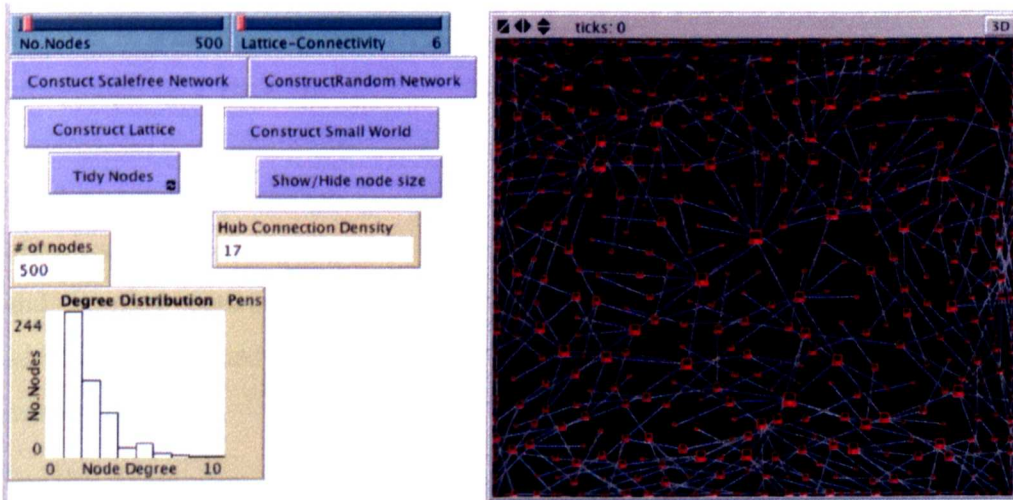 No.Nodes 500
Lattice-Connectivity 6
Constuct Scalefree Network
ConstructRandom Network
Construct Lattice
Construct Small World
Tidy Nodes
Show/Hide node size
Hub Connection Density
17
# of nodes
500
Degree Distribution
Pens
244
No.Nodes
0
0
Node Degree
10
ticks: 0
3D